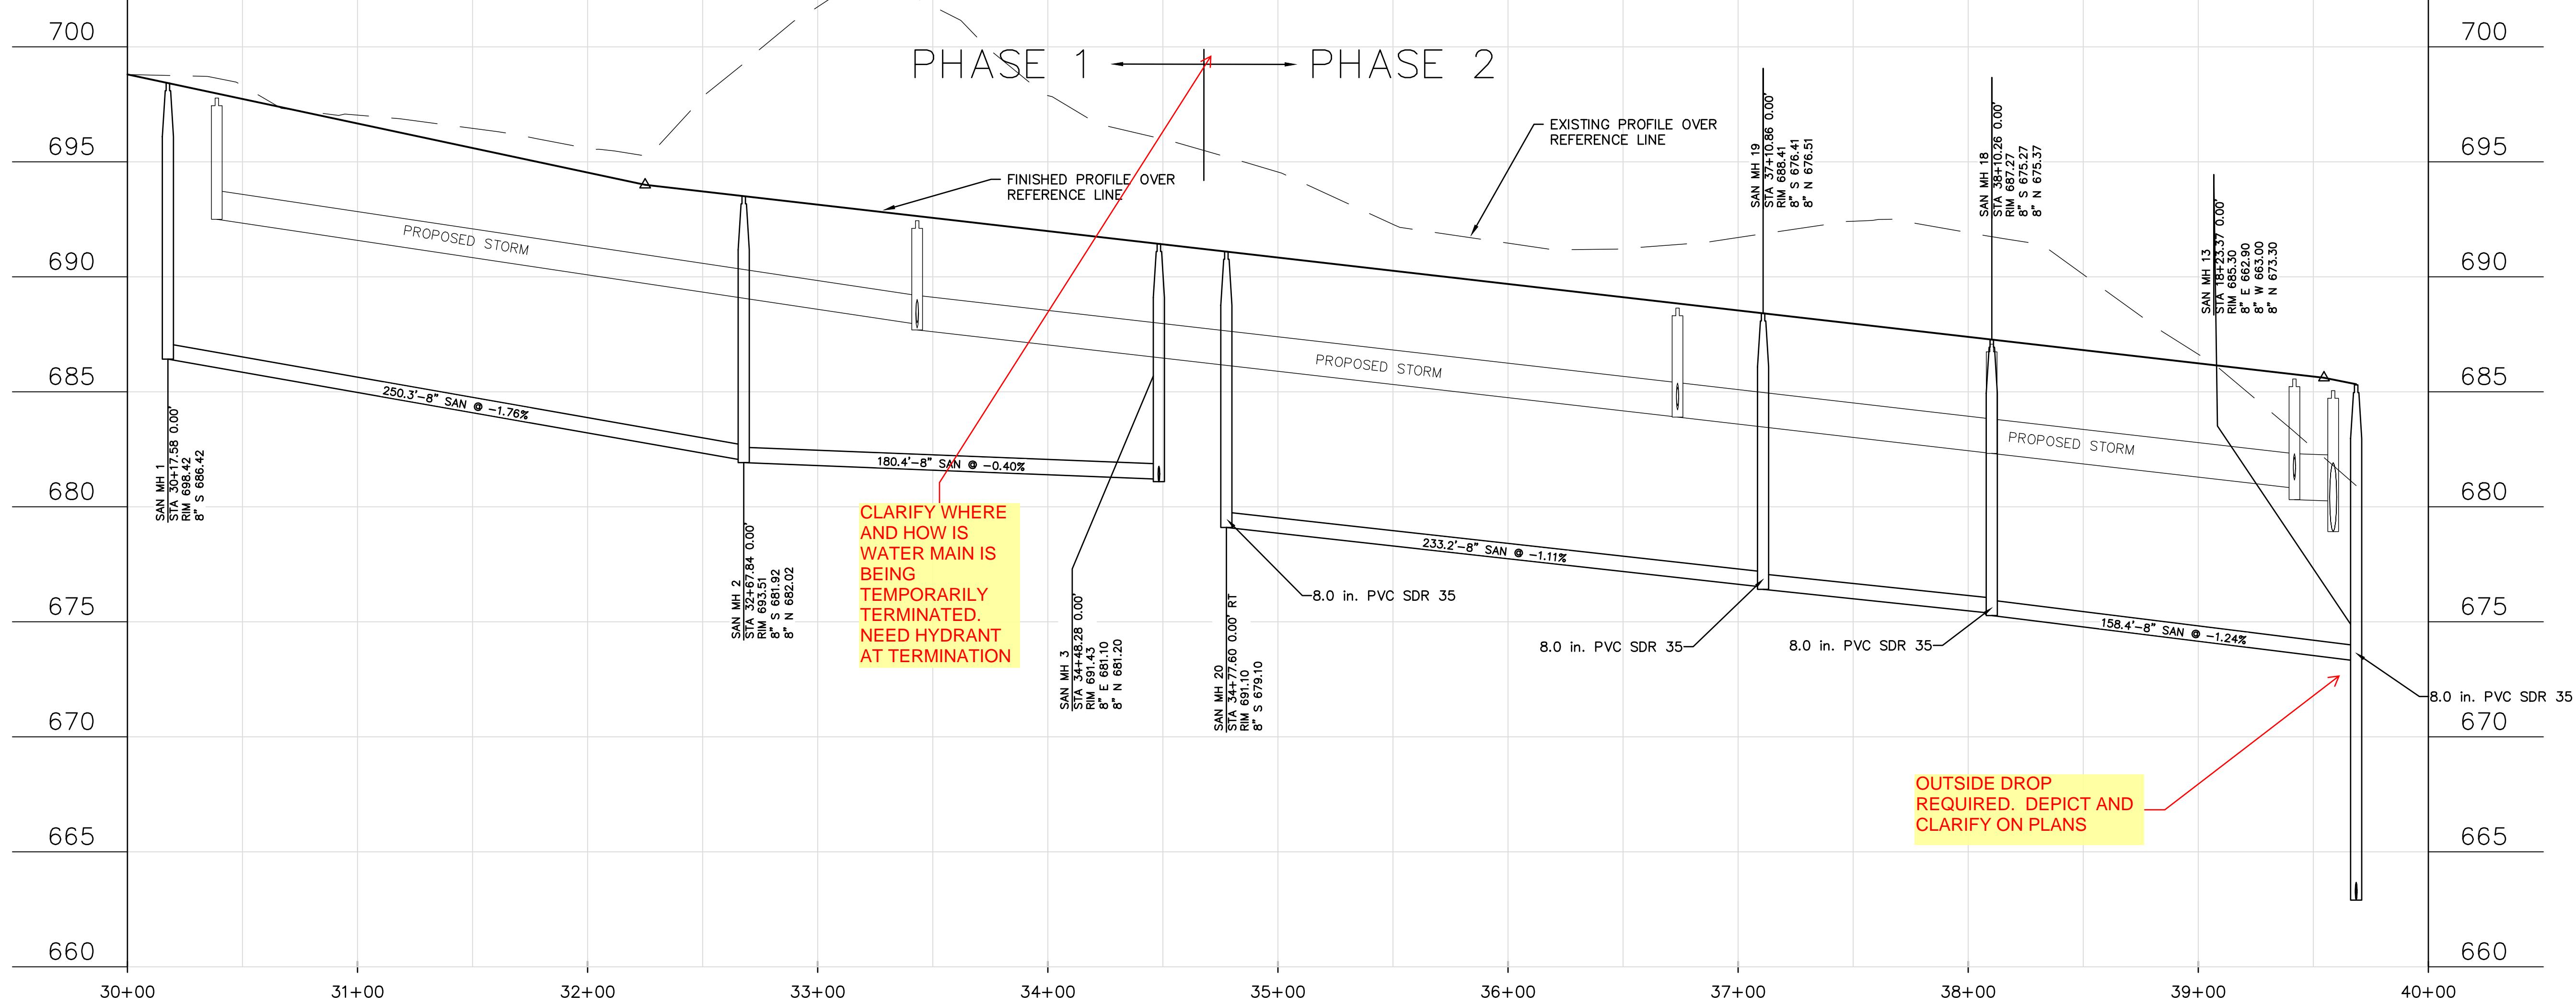 700
695
690
685
680
675
670
665
660
PHASE 1
PHASE 2
EXISTING PROFILE OVER
REFERENCE LINE
FINISHED PROFILE OVER
REFERENCE LINE
PROPOSED STORM
PROPOSED STORM
PROPOSED STORM
250.3'-8" SAN @ -1.76%
180.4'-8" SAN @ -0.40%
233.2'-8" SAN @ -1.11%
158.4'-8" SAN @ -1.24%
SAN MH 1
STA 30+17.58 0.00'
RIM 698.42
8" S 686.42
SAN MH 2
STA 32+67.84 0.00'
RIM 693.51
8" S 681.92
8" N 682.02
CLARIFY WHERE
AND HOW IS
WATER MAIN IS
BEING
TEMPORARILY
TERMINATED.
NEED HYDRANT
AT TERMINATION
SAN MH 3
STA 34+48.28 0.00'
RIM 691.43
8" E 681.10
8" N 681.20
SAN MH 20
STA 34+77.60 0.00' RT
RIM 691.10
8" S 679.10
8.0 in. PVC SDR 35
SAN MH 19
STA 37+10.86 0.00'
RIM 688.41
8" S 676.41
8" N 676.51
8.0 in. PVC SDR 35
SAN MH 18
STA 38+10.26 0.00'
RIM 687.27
8" S 675.27
8" N 675.37
8.0 in. PVC SDR 35
SAN MH 13
STA 18+23.37 0.00'
RIM 685.30
8" E 662.90
8" W 663.00
8" N 673.30
8.0 in. PVC SDR 35
OUTSIDE DROP
REQUIRED. DEPICT AND
CLARIFY ON PLANS
700
695
690
685
680
675
670
665
660
30+00
31+00
32+00
33+00
34+00
35+00
36+00
37+00
38+00
39+00
40+00